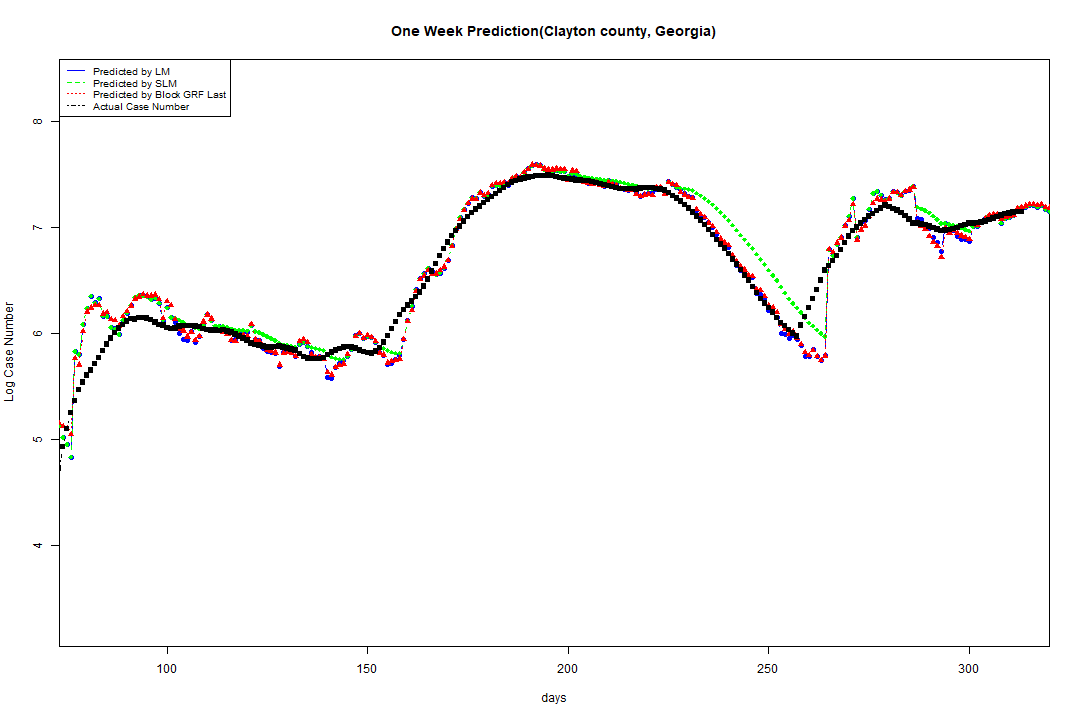 One Week Prediction(Clayton county, Georgia)
Predicted by LM
Predicted by SLM
Predicted by Block GRF Last
Actual Case Number
8
7
6
5
4
Log Case Number
100 150 200 250 300
days